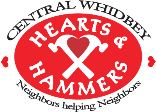 CENTRAL WHIDBEY
HEARTS &
HAMMERS
Neighbors helping Neighbors